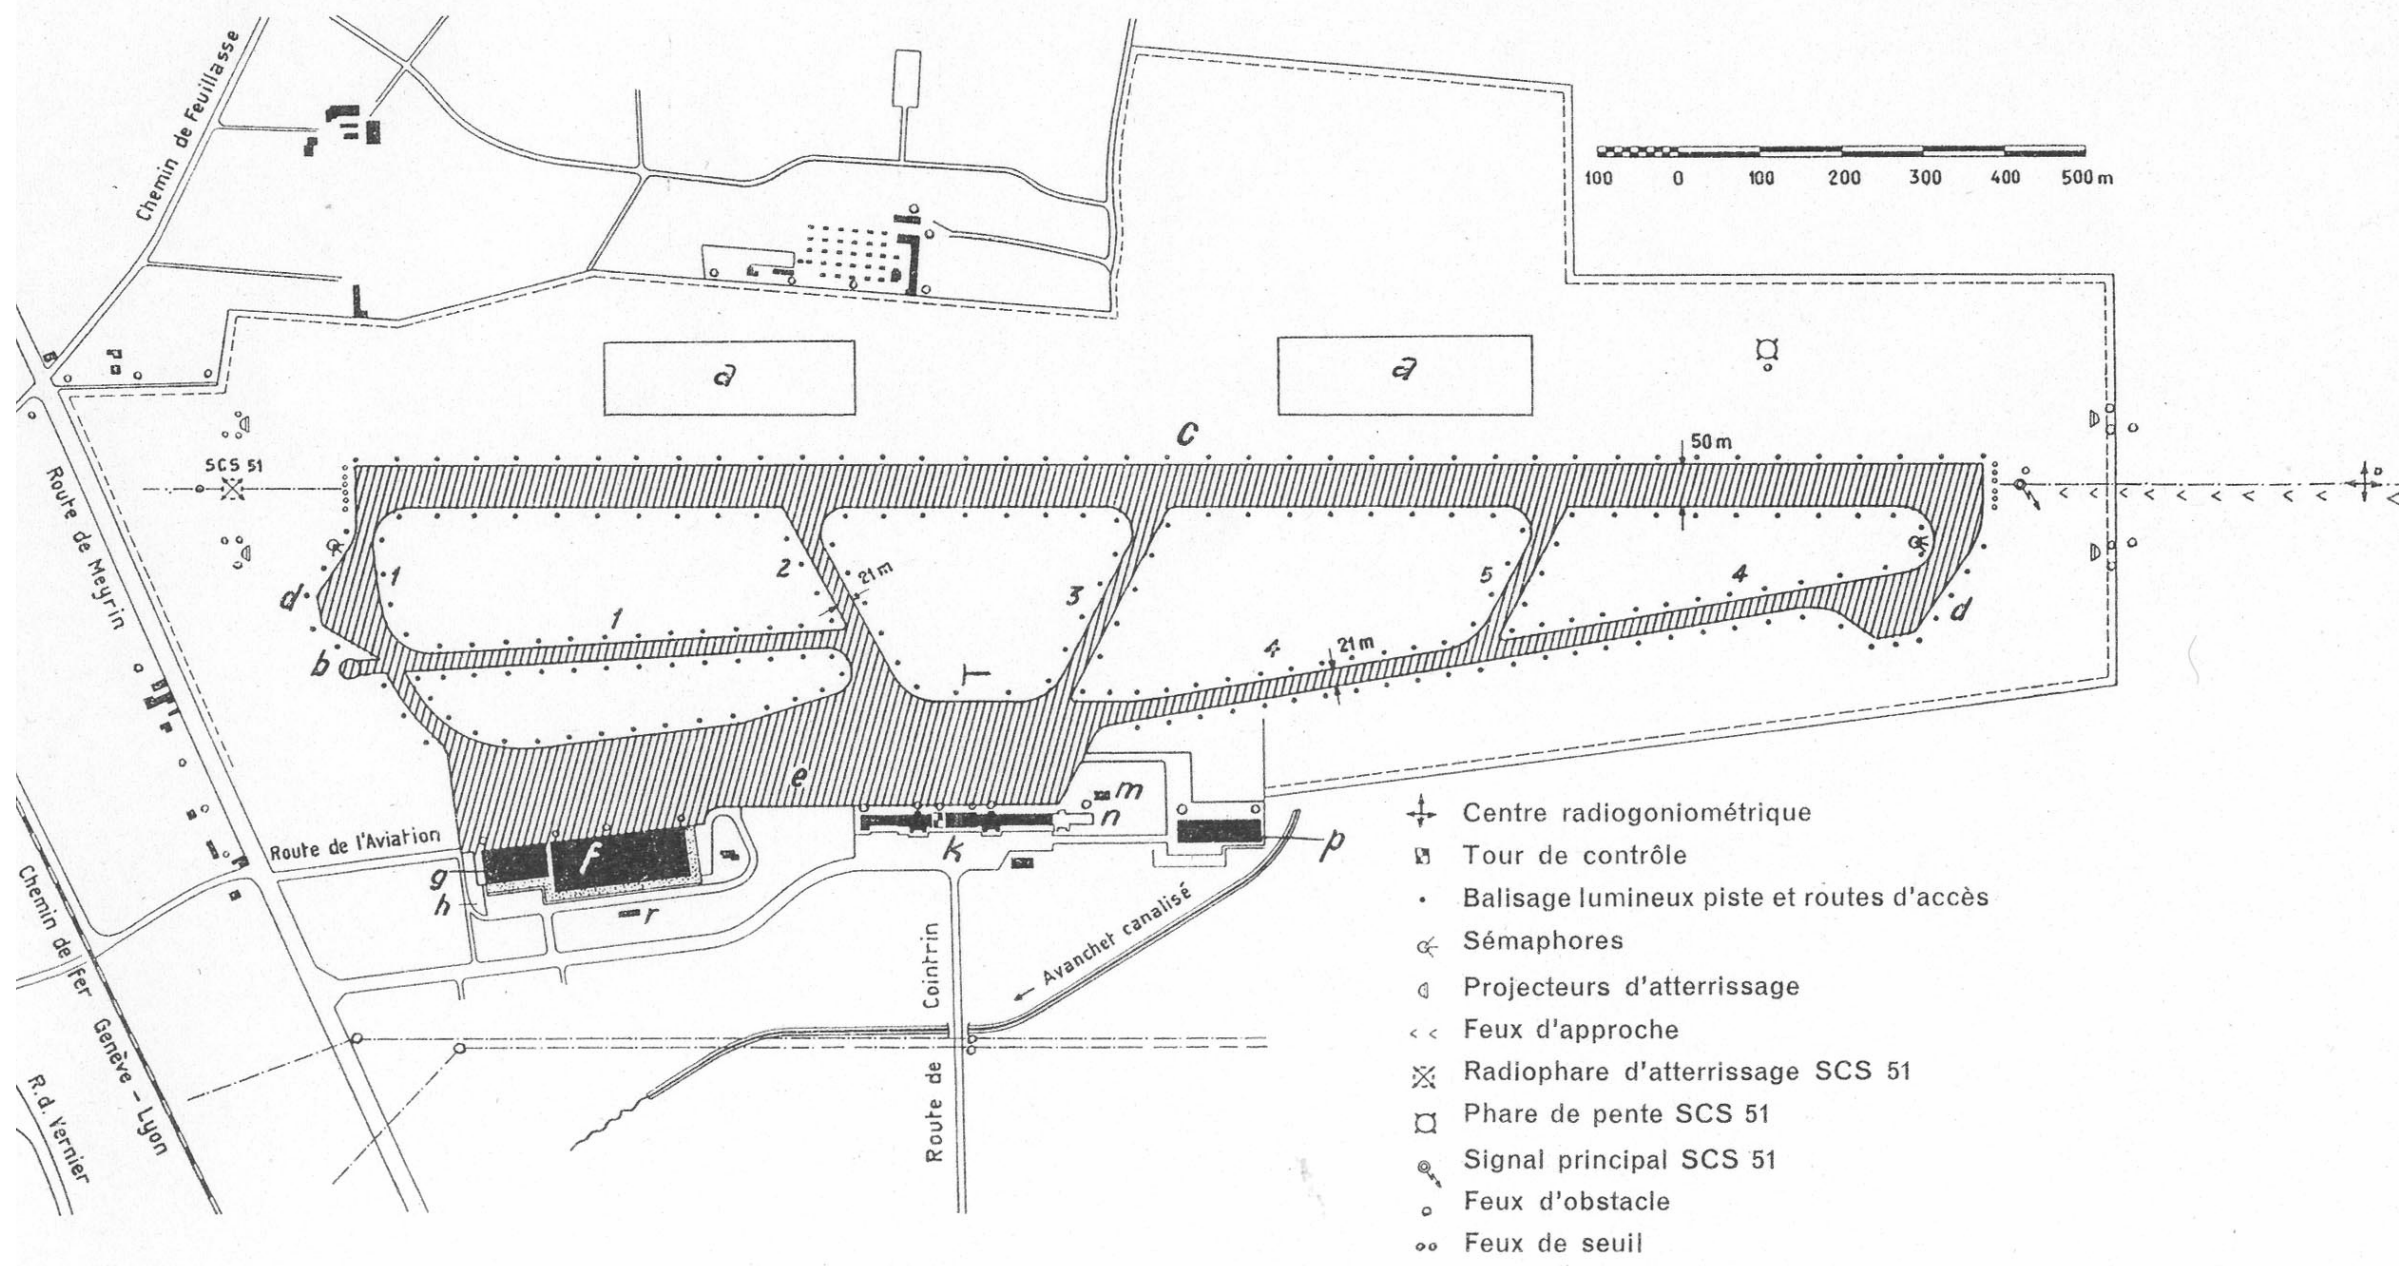 Chemin de Feuillasse
100 0 100 200 300 400 500 m
a
a
C
50 m
SCS 51
Route de Meyrin
1
2
21 m
3
5
4
d
d
1
b
4
21 m
T
e
m
n
Route de l'Aviation
f
k
p
g
h
r
Chemin de fer Genève - Lyon
Route de Cointrin
Avanchet canalisé
R.d. Vernier
Centre radiogoniométrique
Tour de contrôle
Balisage lumineux piste et routes d'accès
Sémaphores
Projecteurs d'atterrissage
Feux d'approche
Radiophare d'atterrissage SCS 51
Phare de pente SCS 51
Signal principal SCS 51
Feux d'obstacle
Feux de seuil